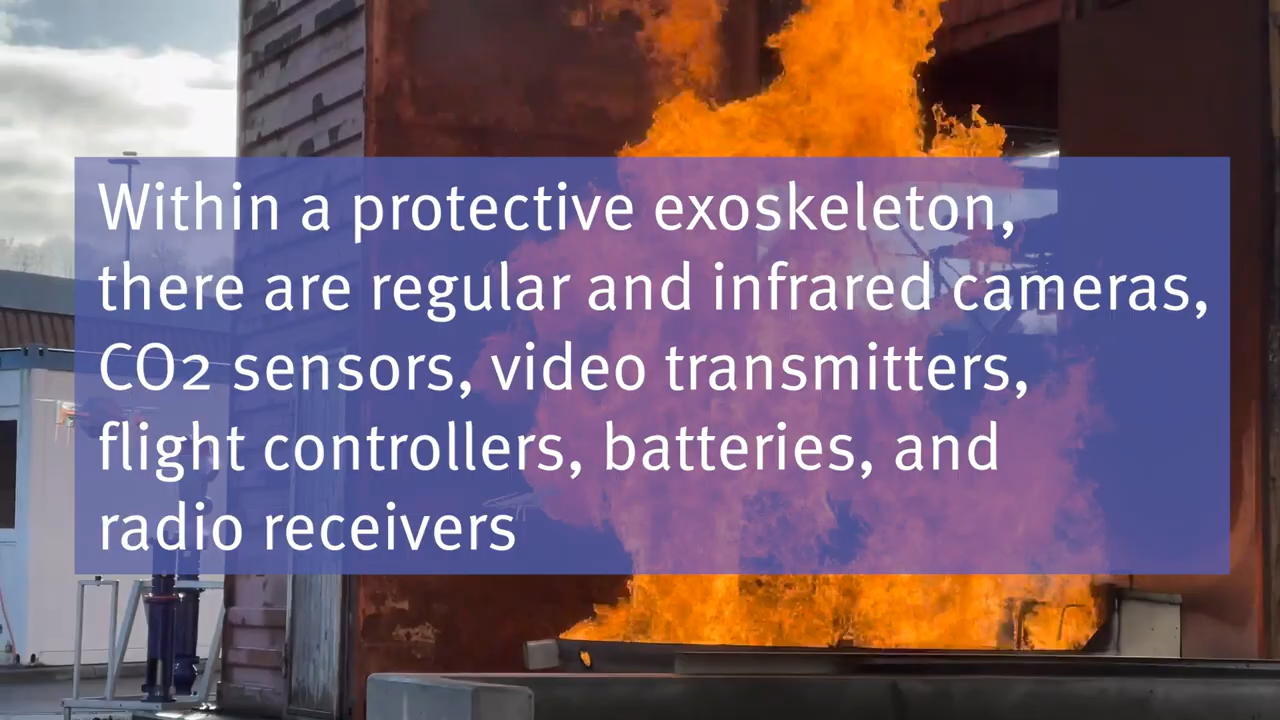 Within a protective exoskeleton,
there are regular and infrared cameras,
CO2 sensors, video transmitters,
flight controllers, batteries, and
radio receivers